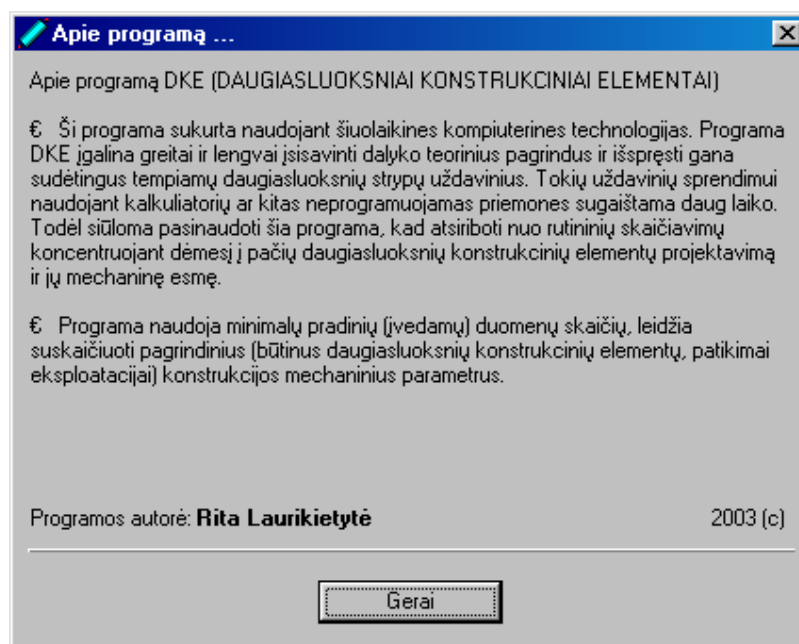 Apie programą ...
Apie programą DKE (DAUGIASLUOKSNIAI KONSTRUKCINIAI ELEMENTAI)
€ Ši programa sukurta naudojant šiuolaikines kompiuterines technologijas. Programa
DKE įgalina greitai ir lengvai įsisavinti dalyko teorinius pagrindus ir išspręsti gana
sudėtingus tempiamų daugiasluoksnių strypų uždavinius. Tokių uždavinių sprendimui
naudojant kalkuliatorių ar kitas neprogramuojamas priemones sugaištama daug laiko.
Todėl siūloma pasinaudoti šia programa, kad atsiriboti nuo rutininių skaičiavimų
koncentruojant dėmesį į pačių daugiasluoksnių konstrukcinių elementų projektavimą
ir jų mechaninę esmę.
€ Programa naudoja minimalų pradinių (įvedamų) duomenų skaičių, leidžia
suskaičiuoti pagrindinius (būtinus daugiasluoksnių konstrukcinių elementų, patikimai
eksploatacijai) konstrukcijos mechaninius parametrus.
Programos autorė: Rita Laurikietytė 2003 (c)
Gerai